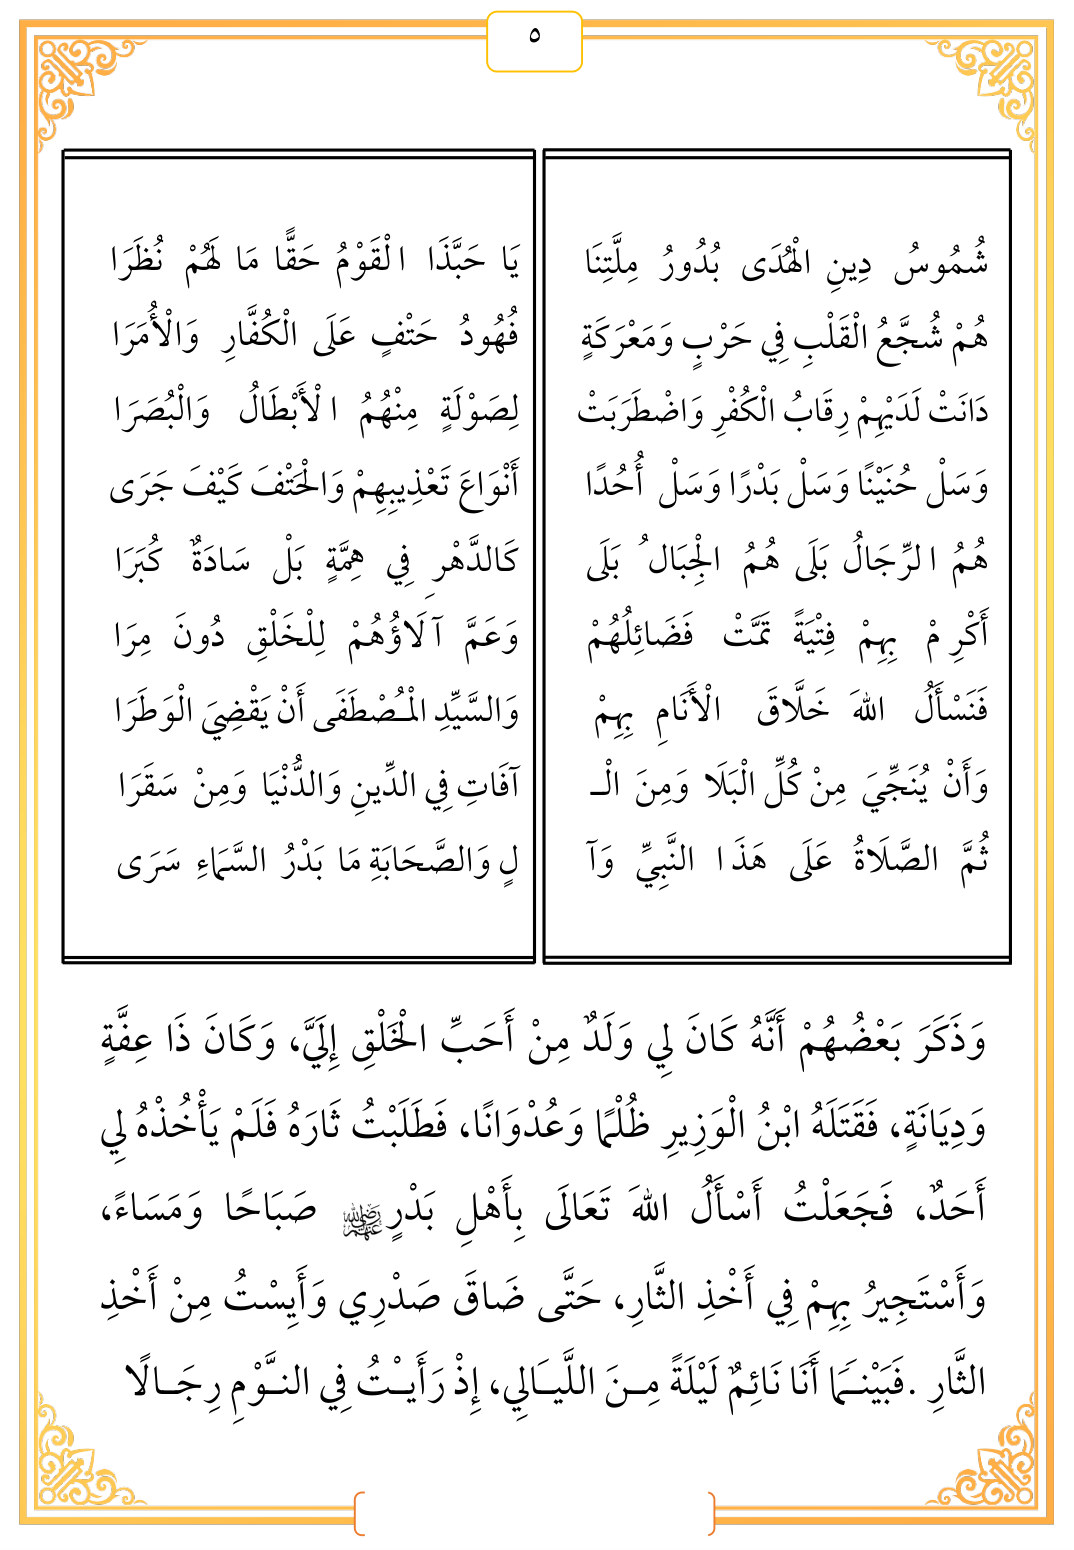 ٥
شُمُوسُ دِينِ الْهُدَى بُدُورُ مِلَّتِنَا يَا حَبَّذَا الْقَوْمُ حَقًّا مَا لَهُمْ نُظَرَا
هُمْ شُجَّعُ الْقَلْبِ فِي حَرْبٍ وَمَعْرَكَةٍ فُهُودُ حَتْفٍ عَلَى الْكُفَّارِ وَالْأُمَرَا
دَانَتْ لَدَيْهِمْ رِقَابُ الْكُفْرِ وَاضْطَرَبَتْ لِصَوْلَةٍ مِنْهُمُ الْأَبْطَالُ وَالْبُصَرَا
وَسَلْ حُنَيْنًا وَسَلْ بَدْرًا وَسَلْ أُحُدًا أَنْوَاعَ تَعْذِيبِهِمْ وَالْحَتْفَ كَيْفَ جَرَى
هُمُ الرِّجَالُ بَلَى هُمُ الْجِبَالُ بَلَى كَالدَّهْرِ فِي هِمَّةٍ بَلْ سَادَةٌ كُبَرَا
أَكْرِمْ بِهِمْ فِتْيَةً تَمَّتْ فَضَائِلُهُمْ وَعَمَّ آلَاؤُهُمْ لِلْخَلْقِ دُونَ مِرَا
فَنَسْأَلُ اللهَ خَلَّاقَ الْأَنَامِ بِهِمْ وَالسَّيِّدِ الْمُصْطَفَى أَنْ يَقْضِيَ الْوَطَرَا
وَأَنْ يُنَجِّيَ مِنْ كُلِّ الْبَلَا وَمِنَ الْـ آفَاتِ فِي الدِّينِ وَالدُّنْيَا وَمِنْ سَقَرَا
ثُمَّ الصَّلَاةُ عَلَى هَذَا النَّبِيِّ وَآ لِ وَالصَّحَابَةِ مَا بَدْرُ السَّمَاءِ سَرَى
وَذَكَرَ بَعْضُهُمْ أَنَّهُ كَانَ لِي وَلَدٌ مِنْ أَحَبِّ الْخَلْقِ إِلَيَّ، وَكَانَ ذَا عِفَّةٍ
وَدِيَانَةٍ، فَقَتَلَهُ ابْنُ الْوَزِيرِ ظُلْمًا وَعُدْوَانًا، فَطَلَبْتُ ثَارَهُ فَلَمْ يَأْخُذْهُ لِي
أَحَدٌ، فَجَعَلْتُ أَسْأَلُ اللهَ تَعَالَى بِأَهْلِ بَدْرٍ رضي الله عنهم صَبَاحًا وَمَسَاءً،
وَأَسْتَجِيرُ بِهِمْ فِي أَخْذِ الثَّارِ، حَتَّى ضَاقَ صَدْرِي وَأَيِسْتُ مِنْ أَخْذِ
الثَّارِ .فَبَيْنَمَا أَنَا نَائِمٌ لَيْلَةً مِنَ اللَّيَالِي، إِذْ رَأَيْتُ فِي النَّوْمِ رِجَالًا